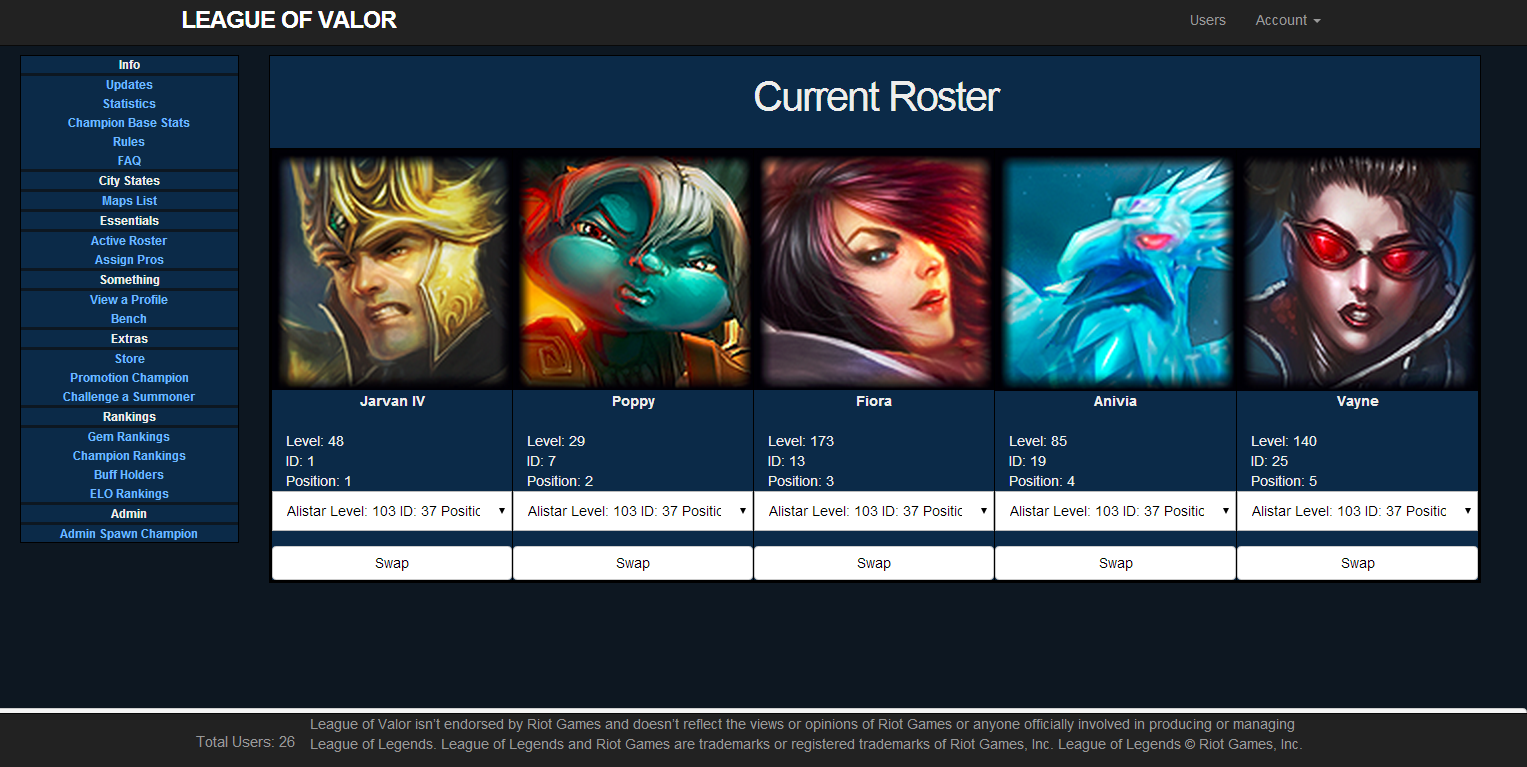 LEAGUE OF VALOR
Users
Account
Info
Updates
Statistics
Champion Base Stats
Rules
FAQ
City States
Maps List
Essentials
Active Roster
Assign Pros
Something
View a Profile
Bench
Extras
Store
Promotion Champion
Challenge a Summoner
Rankings
Gem Rankings
Champion Rankings
Buff Holders
ELO Rankings
Admin
Admin Spawn Champion
Current Roster
Jarvan IV
Level: 48
ID: 1
Position: 1
Alistar Level: 103 ID: 37 Positic
Swap
Poppy
Level: 29
ID: 7
Position: 2
Alistar Level: 103 ID: 37 Positic
Swap
Fiora
Level: 173
ID: 13
Position: 3
Alistar Level: 103 ID: 37 Positic
Swap
Anivia
Level: 85
ID: 19
Position: 4
Alistar Level: 103 ID: 37 Positic
Swap
Vayne
Level: 140
ID: 25
Position: 5
Alistar Level: 103 ID: 37 Positic
Swap
Total Users: 26
League of Valor isn't endorsed by Riot Games and doesn't reflect the views or opinions of Riot Games or anyone officially involved in producing or managing
League of Legends. League of Legends and Riot Games are trademarks or registered trademarks of Riot Games, Inc. League of Legends © Riot Games, Inc.